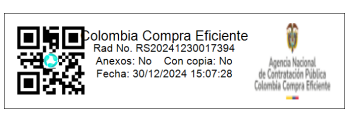 Colombia Compra Eficiente
Rad No. RS20241230017394
Anexos: No Con copia: No
Fecha: 30/12/2024 15:07:28
Agencia Nacional
de Contratación Pública
Colombia Compra Eficiente